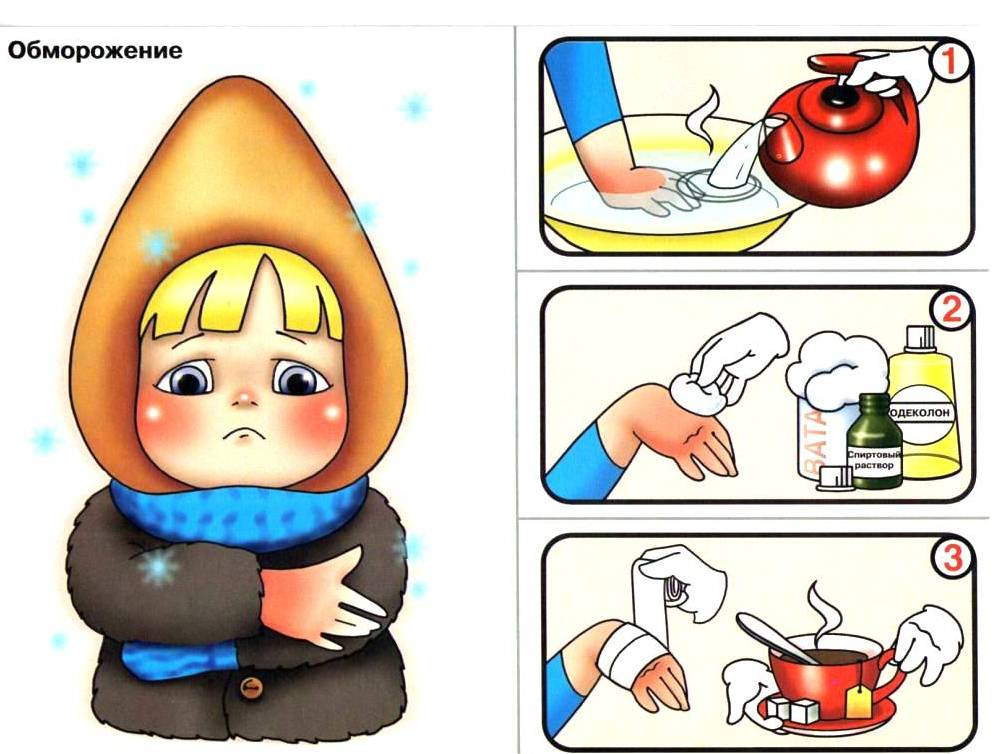 Обморожение
1
2
ВАТА
ОДЕКОЛОН
Спиртовый
раствор
3